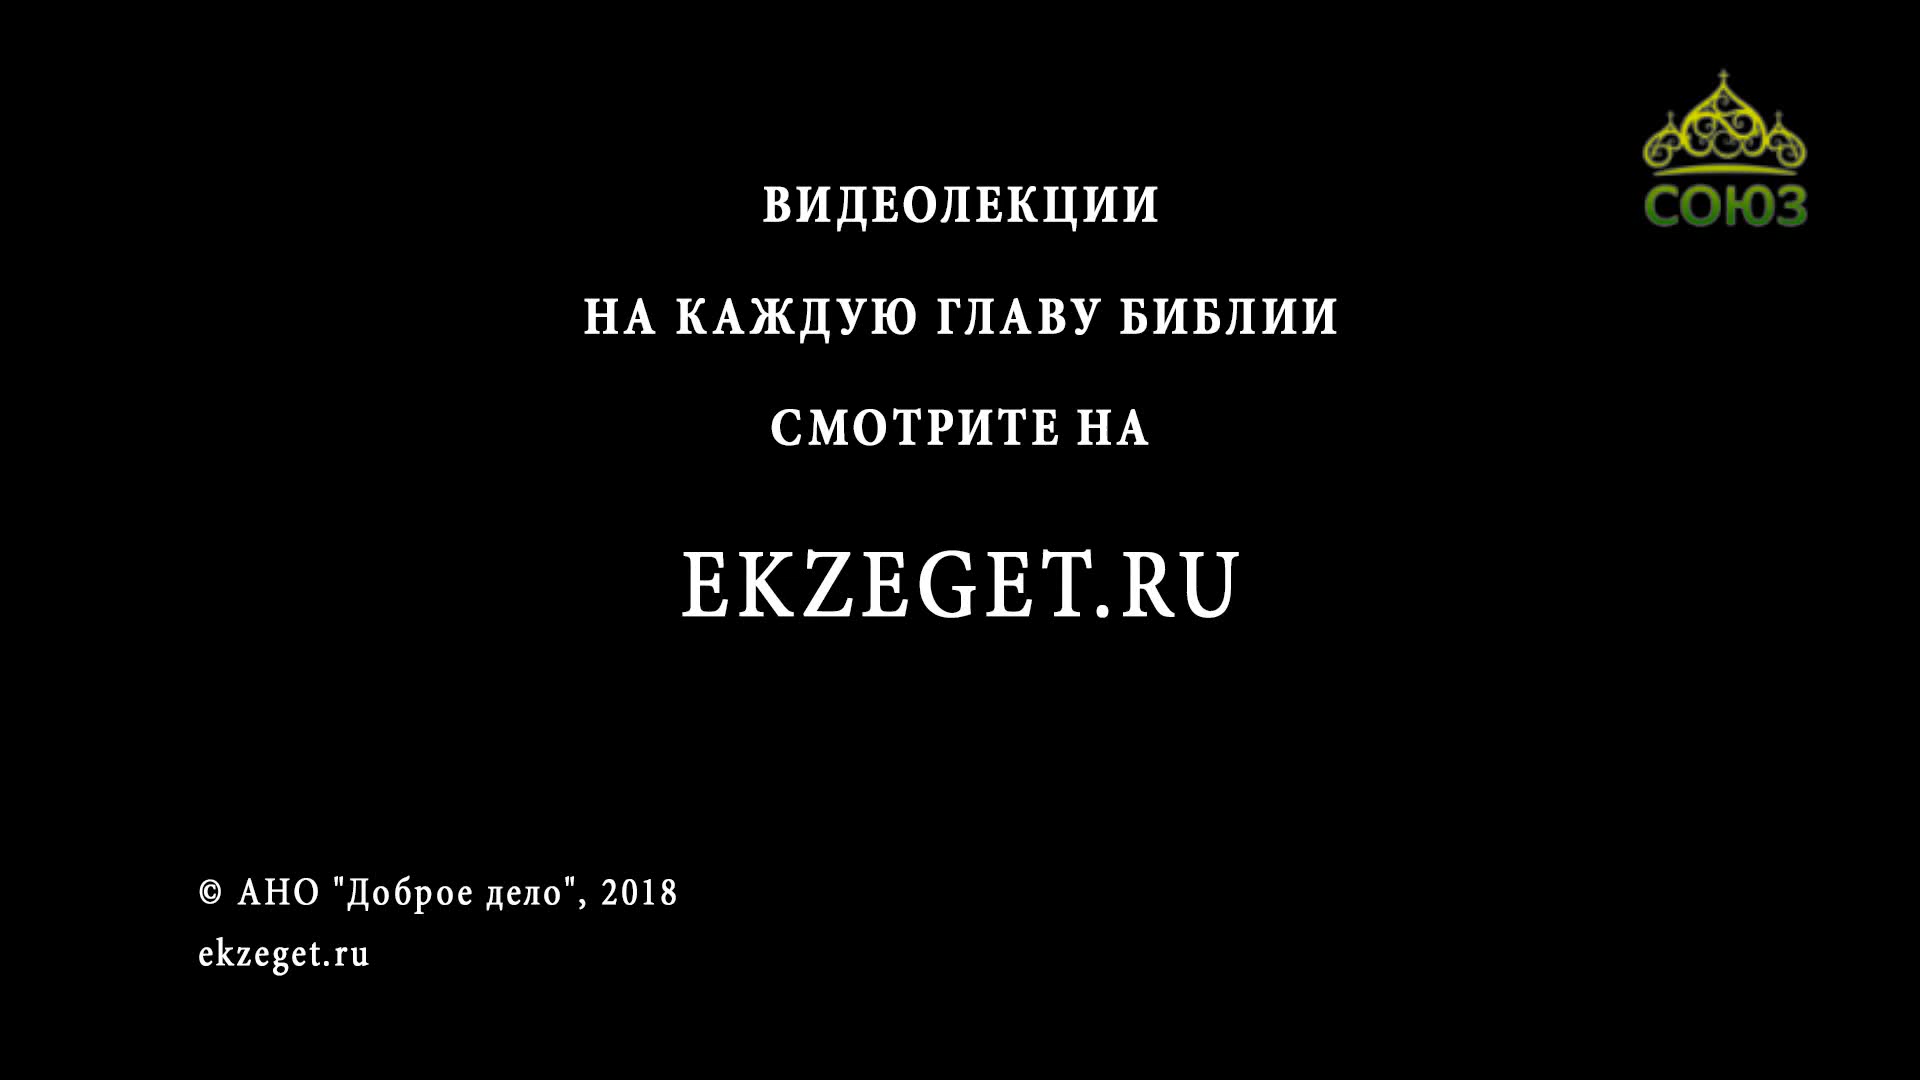 СОЮЗ
ВИДЕОЛЕКЦИИ
НА КАЖДУЮ ГЛАВУ БИБЛИИ
СМОТРИТЕ НА
EKZEGET.RU
© АНО "Доброе дело", 2018
ekzeget.ru